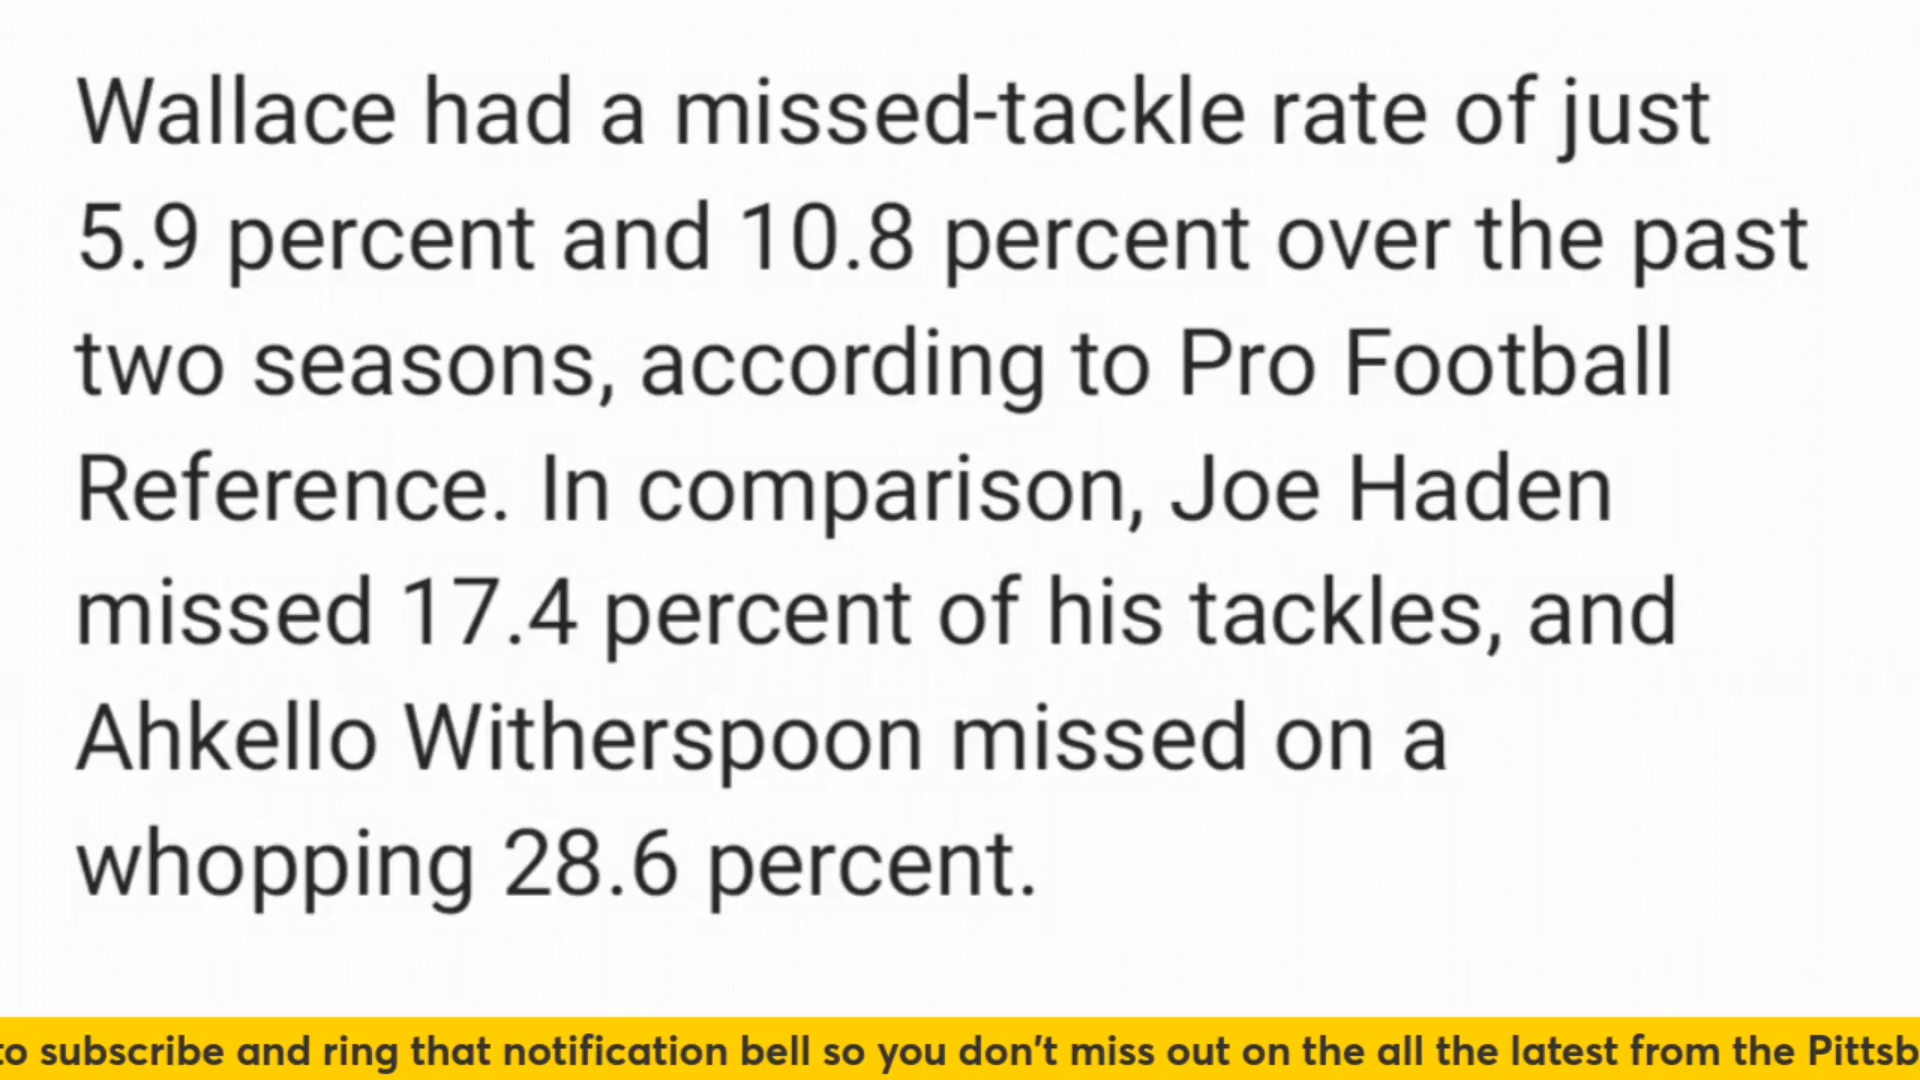 Wallace had a missed-tackle rate of just
5.9 percent and 10.8 percent over the past
two seasons, according to Pro Football
Reference. In comparison, Joe Haden
missed 17.4 percent of his tackles, and
Ahkello Witherspoon missed on a
whopping 28.6 percent.
to subscribe and ring that notification bell so you don't miss out on the all the latest from the Pittsb